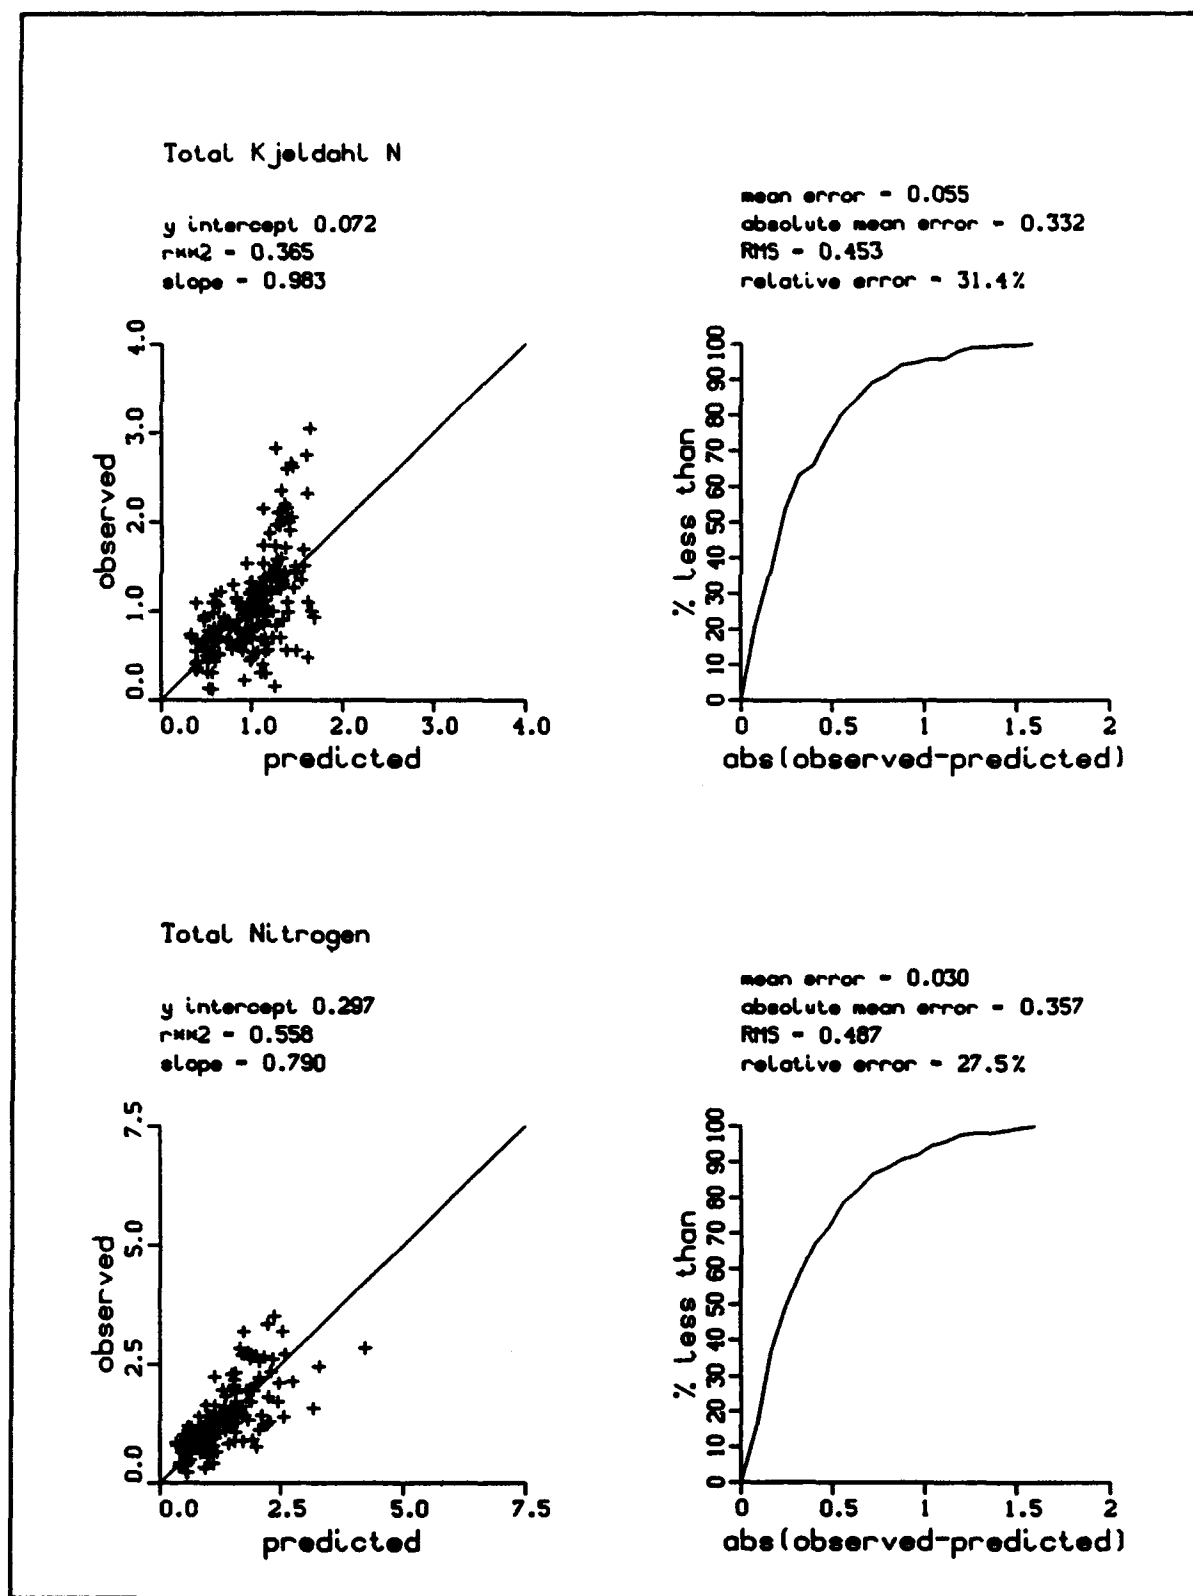 Total Kjeldahl N
y intercept 0.072
r**2 = 0.365
slope = 0.983
mean error = 0.055
absolute mean error = 0.332
RMS = 0.453
relative error = 31.4%
observed
0.0 1.0 2.0 3.0 4.0
0.0 1.0 2.0 3.0 4.0
predicted
% less than
0 10 20 30 40 50 60 70 80 90 100
0 0.5 1 1.5 2
abs(observed-predicted)
Total Nitrogen
y intercept 0.297
r**2 = 0.558
slope = 0.790
mean error = 0.030
absolute mean error = 0.357
RMS = 0.487
relative error = 27.5%
observed
0.0 2.5 5.0 7.5
0.0 2.5 5.0 7.5
predicted
% less than
0 10 20 30 40 50 60 70 80 90 100
0 0.5 1 1.5 2
abs(observed-predicted)